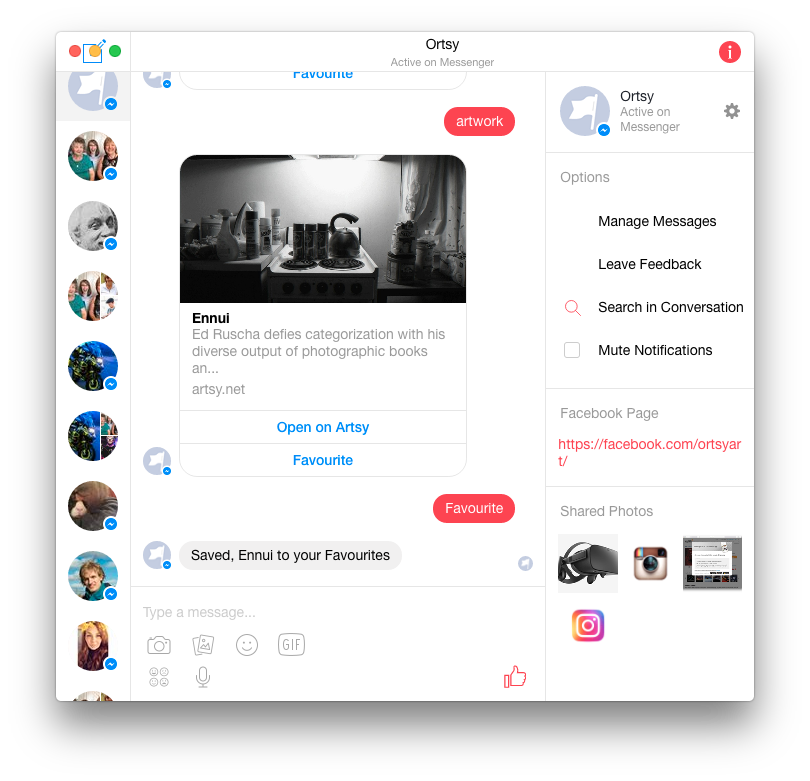 Ortsy
Active on Messenger
Favourite
artwork
Ennui
Ed Ruscha defies categorization with his
diverse output of photographic books
an...
artsy.net
Open on Artsy
Favourite
Favourite
Saved, Ennui to your Favourites
Type a message...
GIF
Ortsy
Active on
Messenger
Options
Manage Messages
Leave Feedback
Search in Conversation
Mute Notifications
Facebook Page
https://facebook.com/ortsyar
t/
Shared Photos